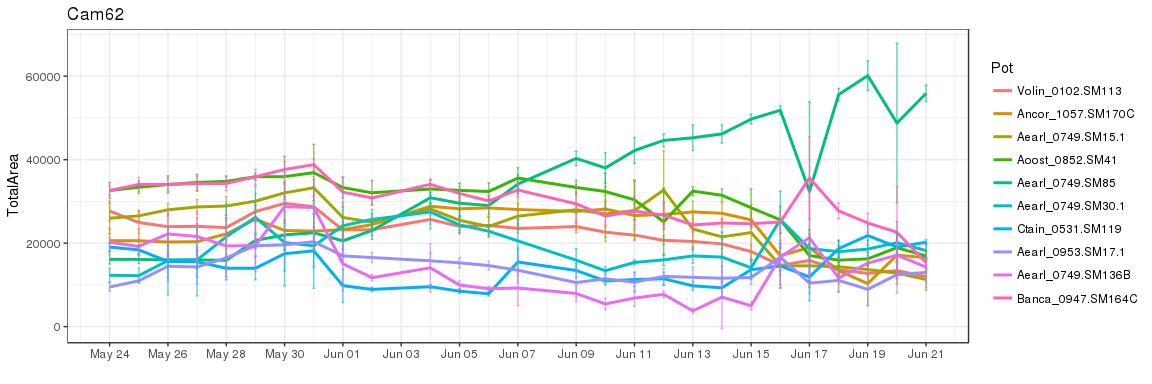 Cam62
TotalArea
60000
40000
20000
0
May 24 May 26 May 28 May 30 Jun 01 Jun 03 Jun 05 Jun 07 Jun 09 Jun 11 Jun 13 Jun 15 Jun 17 Jun 19 Jun 21
Pot
Volin_0102.SM113
Ancor_1057.SM170C
Aearl_0749.SM15.1
Aoost_0852.SM41
Aearl_0749.SM85
Aearl_0749.SM30.1
Ctain_0531.SM119
Aearl_0953.SM17.1
Aearl_0749.SM136B
Banca_0947.SM164C